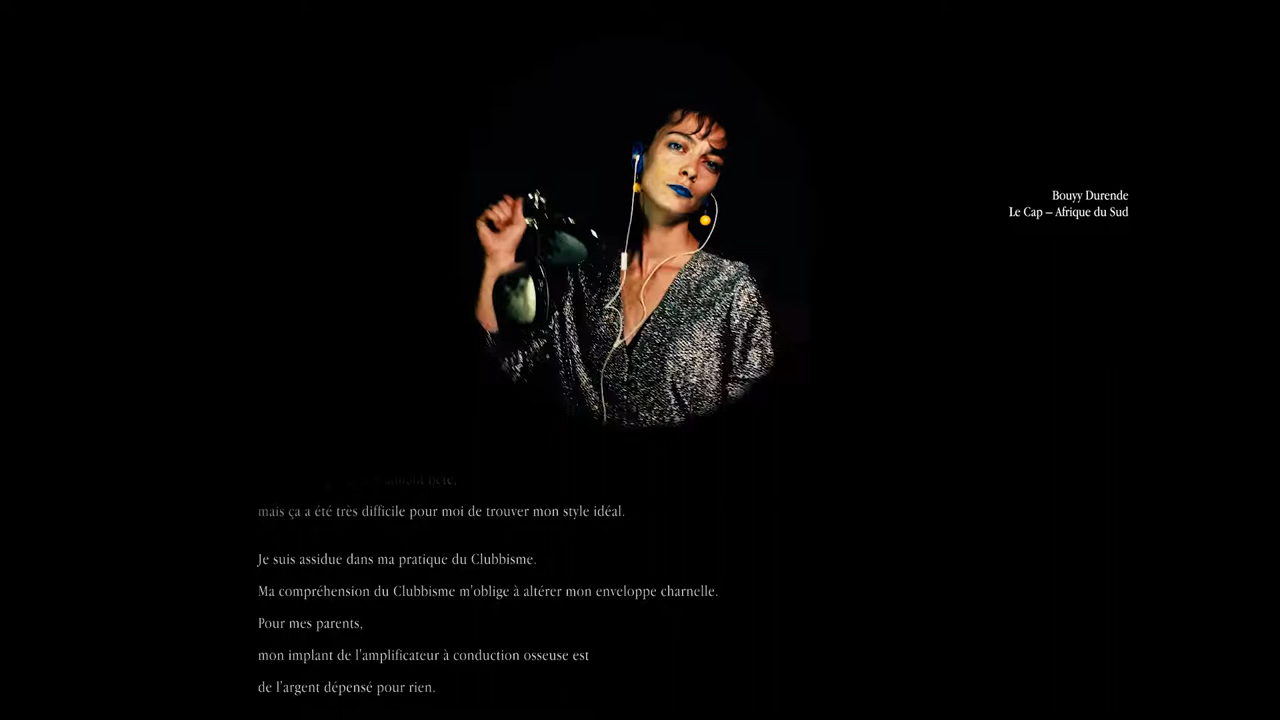 Bouyy Durende
Le Cap – Afrique du Sud
mais ça a été très difficile pour moi de trouver mon style idéal.
Je suis assidue dans ma pratique du Clubbisme.
Ma compréhension du Clubbisme m'oblige à altérer mon enveloppe charnelle.
Pour mes parents,
mon implant de l'amplificateur à conduction osseuse est
de l'argent dépensé pour rien.